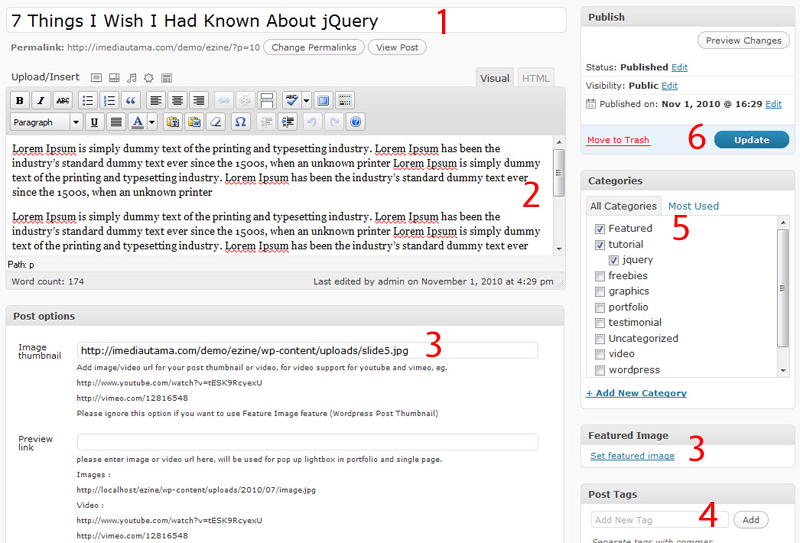 7 Things I Wish I Had Known About jQuery
1
Permalink: http://imediautama.com/demo/ezine/?p=10 Change Permalinks View Post
Upload/Insert
Visual HTML
B I ABC ABC
Paragraph U A Ω
Lorem Ipsum is simply dummy text of the printing and typesetting industry. Lorem Ipsum has been the
industry's standard dummy text ever since the 1500s, when an unknown printer Lorem Ipsum is simply dummy
text of the printing and typesetting industry. Lorem Ipsum has been the industry's standard dummy text ever
since the 1500s, when an unknown printer
2
Lorem Ipsum is simply dummy text of the printing and typesetting industry. Lorem Ipsum has been the
industry's standard dummy text ever since the 1500s, when an unknown printer Lorem Ipsum is simply dummy
text of the printing and typesetting industry. Lorem Ipsum has been the industry's standard dummy text ever
Path: p
Word count: 174 Last edited by admin on November 1, 2010 at 4:29 pm
Post options
Image
thumbnail
http://imediautama.com/demo/ezine/wp-content/uploads/slide5.jpg
3
Add image/video url for your post thumbnail or video, for video support for youtube and vimeo, eg.
http://www.youtube.com/watch?v=tESK9RcyexU
http://vimeo.com/12816548
Please ignore this option if you want to use Feature Image feature (Wordpress Post Thumbnail)
Preview
link
please enter image or video url here, will be used for pop up lightbox in portfolio and single page.
Images :
http://localhost/ezine/wp-content/uploads/2010/07/image.jpg
Video :
http://www.youtube.com/watch?v=tESK9RcyexU
http://vimeo.com/12816548
Publish
Preview Changes
Status: Published Edit
Visibility: Public Edit
Published on: Nov 1, 2010 @ 16:29 Edit
Move to Trash 6 Update
Categories
All Categories Most Used
5
Featured
tutorial
jquery
freebies
graphics
portfolio
testimonial
Uncategorized
video
wordpress
+ Add New Category
Featured Image
Set featured image 3
Post Tags
Add New Tag 4 Add
Separate tags with commas